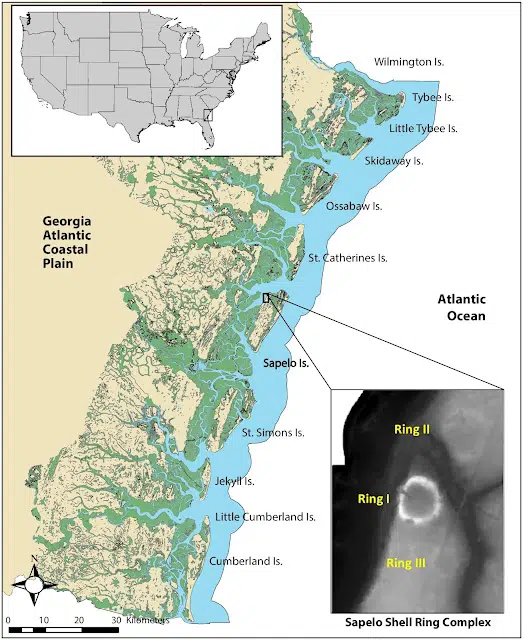 Wilmington Is.
Tybee Is.
Little Tybee Is.
Skidaway Is.
Ossabaw Is.
Georgia
Atlantic
Coastal
Plain
St. Catherines Is.
Atlantic
Ocean
Sapelo Is.
Ring II
St. Simons Is.
Jekyll Is.
Ring I
Little Cumberland Is.
Cumberland Is.
Ring III
N
0 5 10 20 30 Kilometers
Sapelo Shell Ring Complex